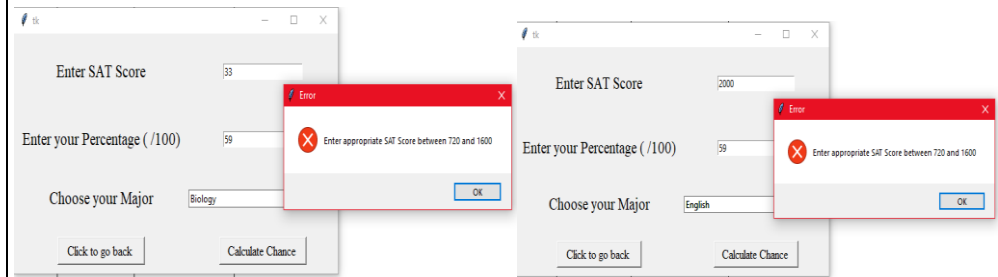 tk
Enter SAT Score
33
Error
Enter appropriate SAT Score between 720 and 1600
OK
Enter your Percentage ( /100)
59
Choose your Major
Biology
Click to go back
Calculate Chance
tk
Enter SAT Score
2000
Error
Enter appropriate SAT Score between 720 and 1600
OK
Enter your Percentage ( /100)
59
Choose your Major
English
Click to go back
Calculate Chance